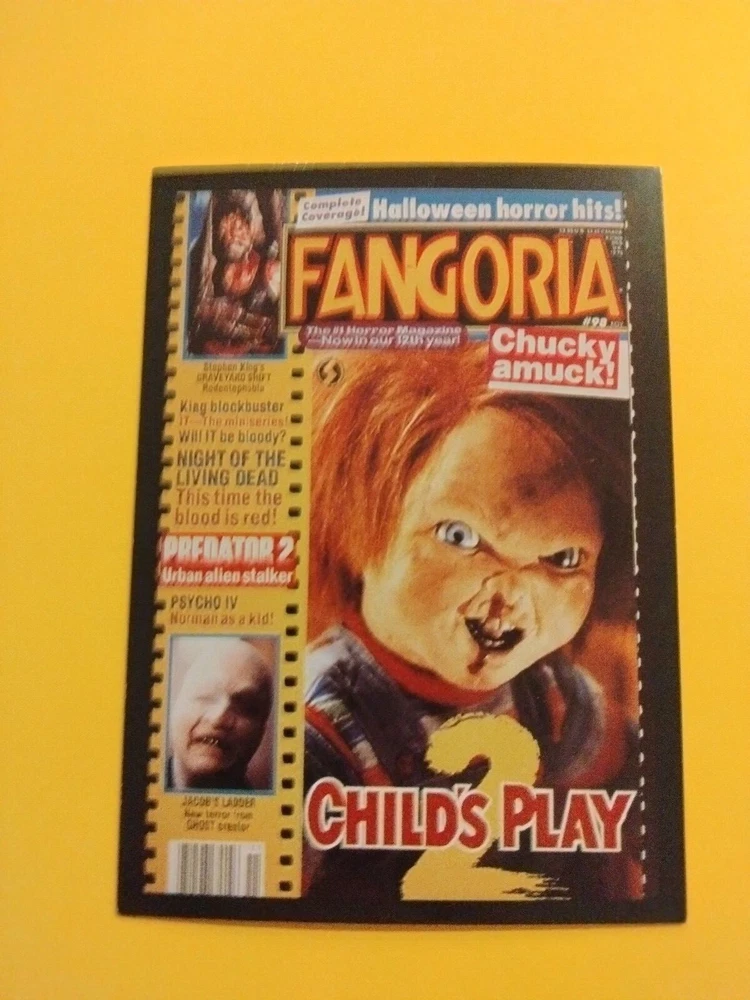 Complete
Coverage!
Halloween horror hits!
FANGORIA
#98
The #1 Horror Magazine
—Now in our 12th year!
Chucky
amuck!
Stephen King's
GRAVEYARD SHIFT
Rodentophobia
King blockbuster
IT—The miniseries!
Will IT be bloody?
NIGHT OF THE
LIVING DEAD
This time the
blood is red!
PREDATOR 2
Urban alien stalker
PSYCHO IV
Norman as a kid!
JACOB'S LADDER
New terror from
GHOST creator
2
CHILD'S PLAY